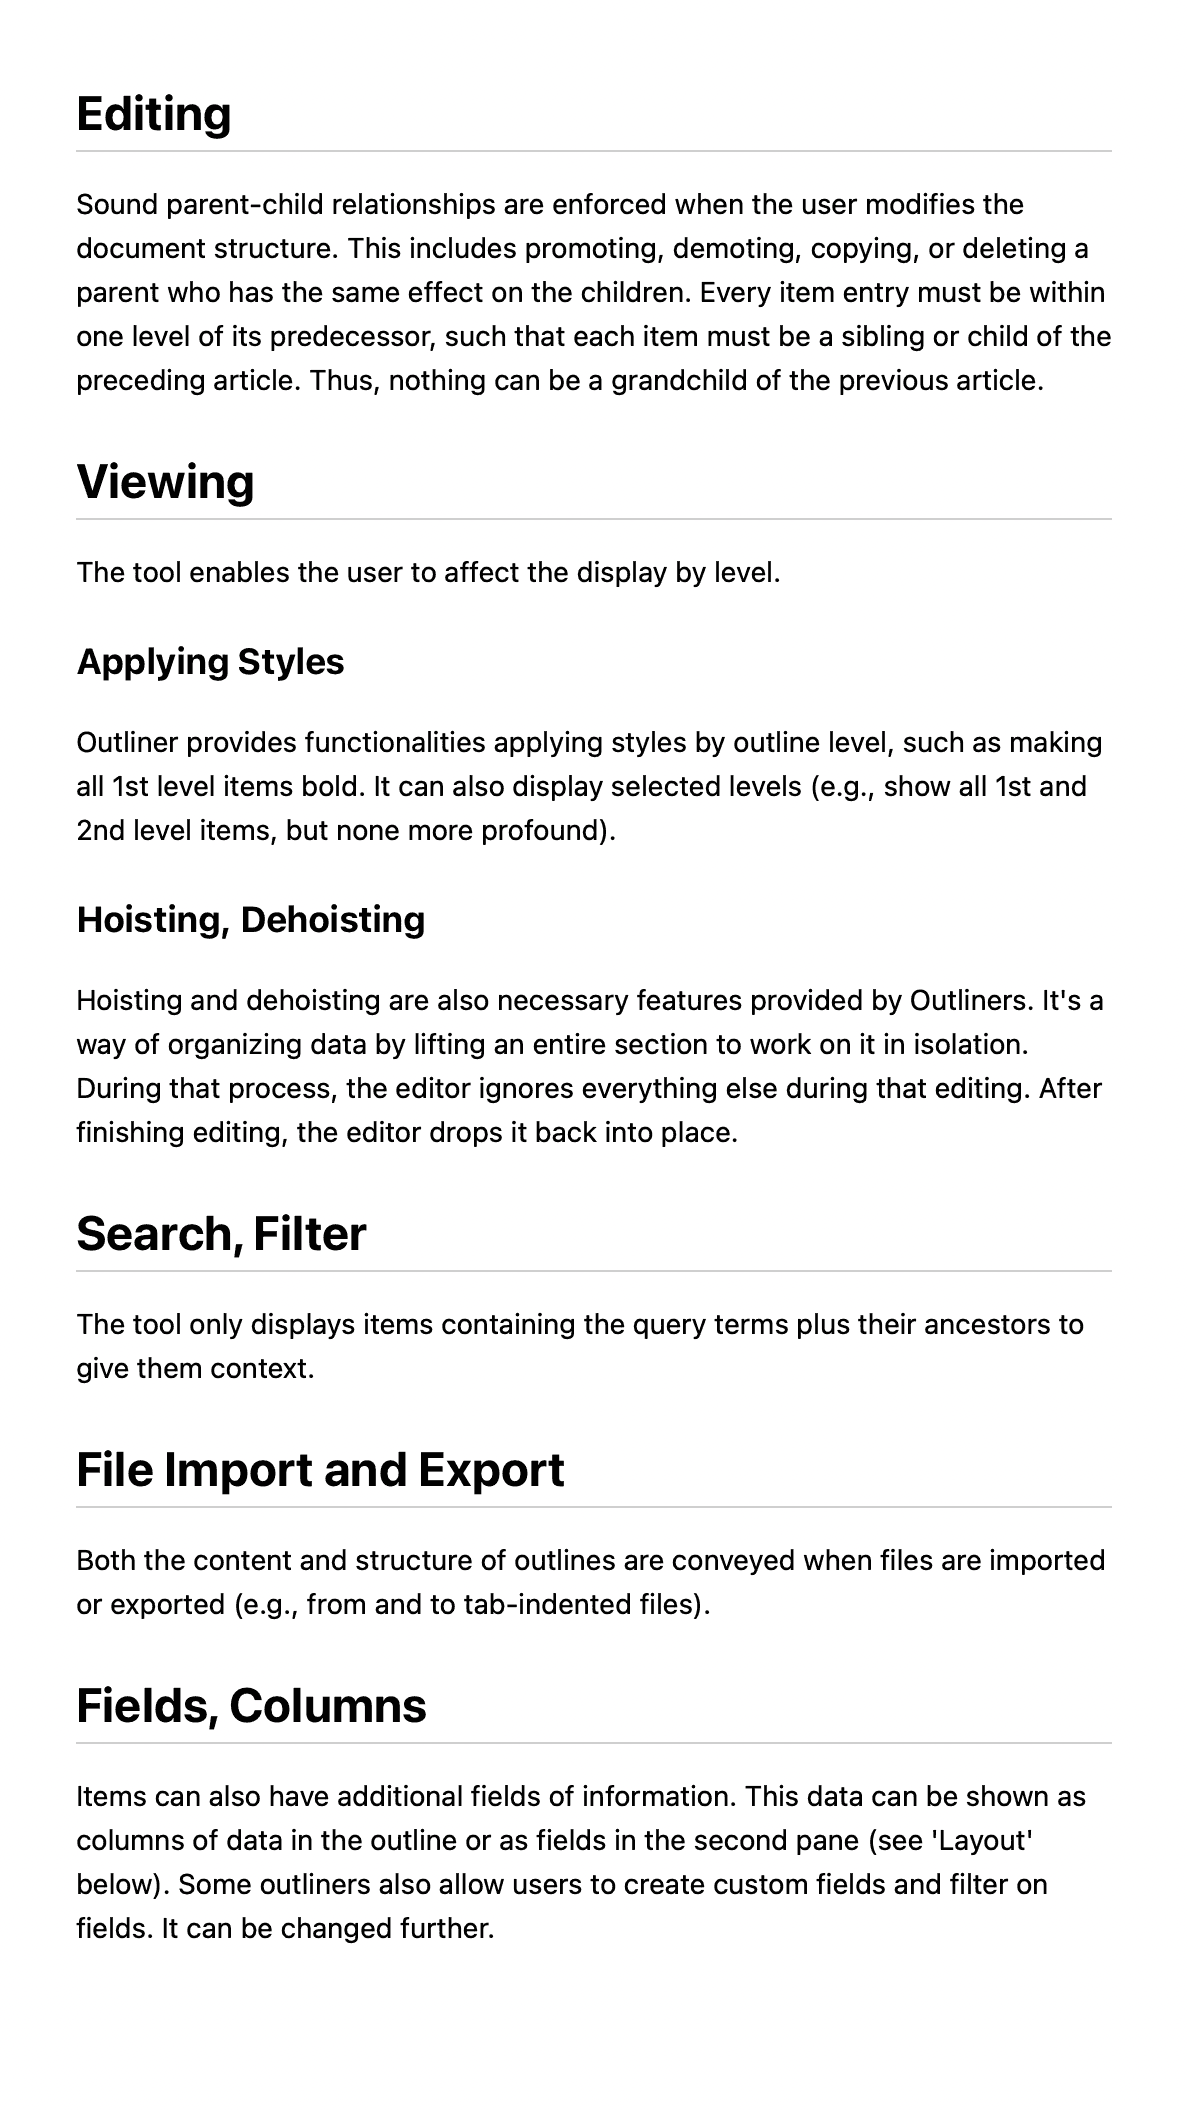 Editing
Sound parent-child relationships are enforced when the user modifies the
document structure. This includes promoting, demoting, copying, or deleting a
parent who has the same effect on the children. Every item entry must be within
one level of its predecessor, such that each item must be a sibling or child of the
preceding article. Thus, nothing can be a grandchild of the previous article.
Viewing
The tool enables the user to affect the display by level.
Applying Styles
Outliner provides functionalities applying styles by outline level, such as making
all 1st level items bold. It can also display selected levels (e.g., show all 1st and
2nd level items, but none more profound).
Hoisting, Dehoisting
Hoisting and dehoisting are also necessary features provided by Outliners. It's a
way of organizing data by lifting an entire section to work on it in isolation.
During that process, the editor ignores everything else during that editing. After
finishing editing, the editor drops it back into place.
Search, Filter
The tool only displays items containing the query terms plus their ancestors to
give them context.
File Import and Export
Both the content and structure of outlines are conveyed when files are imported
or exported (e.g., from and to tab-indented files).
Fields, Columns
Items can also have additional fields of information. This data can be shown as
columns of data in the outline or as fields in the second pane (see 'Layout'
below). Some outliners also allow users to create custom fields and filter on
fields. It can be changed further.